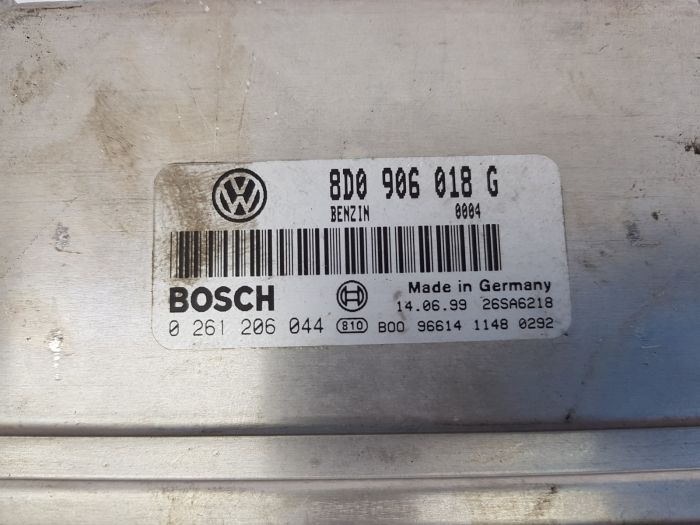 8D0 906 018 G
BENZIN 0004
BOSCH Made in Germany
14.06.99 26SA6218
0 261 206 044 810 B00 96614 1148 0292